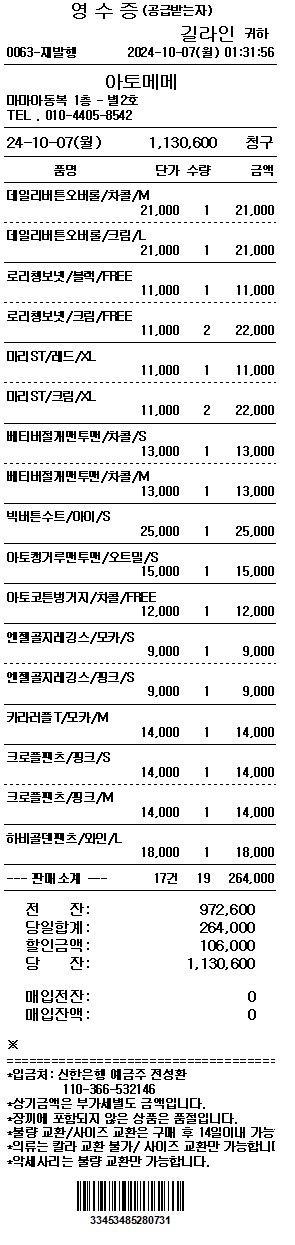 영 수 증 (공급받는자)
길라인 귀하
0063-재발행 2024-10-07(월) 01:31:56
아토메메
마마아동복 1층 - 별2호
TEL . 010-4405-8542
24-10-07(월) 1,130,600 청구
품명 단가 수량 금액
데일리버튼오버롤/차콜/M
21,000 1 21,000
데일리버튼오버롤/크림/L
21,000 1 21,000
로리챙보넷/블랙/FREE
11,000 1 11,000
로리챙보넷/크림/FREE
11,000 2 22,000
마리ST/레드/XL
11,000 1 11,000
마리ST/크림/XL
11,000 2 22,000
베티버절개맨투맨/차콜/S
13,000 1 13,000
베티버절개맨투맨/차콜/M
13,000 1 13,000
빅버튼수트/아이/S
25,000 1 25,000
아토캥거루맨투맨/오트밀/S
15,000 1 15,000
아토코튼벙거지/차콜/FREE
12,000 1 12,000
엔젤골지레깅스/모카/S
9,000 1 9,000
엔젤골지레깅스/핑크/S
9,000 1 9,000
카라러플T/모카/M
14,000 1 14,000
크로플팬츠/핑크/S
14,000 1 14,000
크로플팬츠/핑크/M
14,000 1 14,000
하비골덴팬츠/와인/L
18,000 1 18,000
--- 판매소계 --- 17건 19 264,000
전 잔: 972,600
당일합계: 264,000
할인금액: 106,000
당 잔: 1,130,600
매입전잔: 0
매입잔액: 0
※
=====================================
*입금처: 신한은행 예금주 전성환
110-366-532146
*상기금액은 부가세별도 금액입니다.
*장끼에 포함되지 않은 상품은 품절입니다.
*불량 교환/사이즈 교환은 구매 후 14일이내 가능
*의류는 칼라 교환 불가/ 사이즈 교환만 가능합니
*악세사리는 불량 교환만 가능합니다.
33453485280731